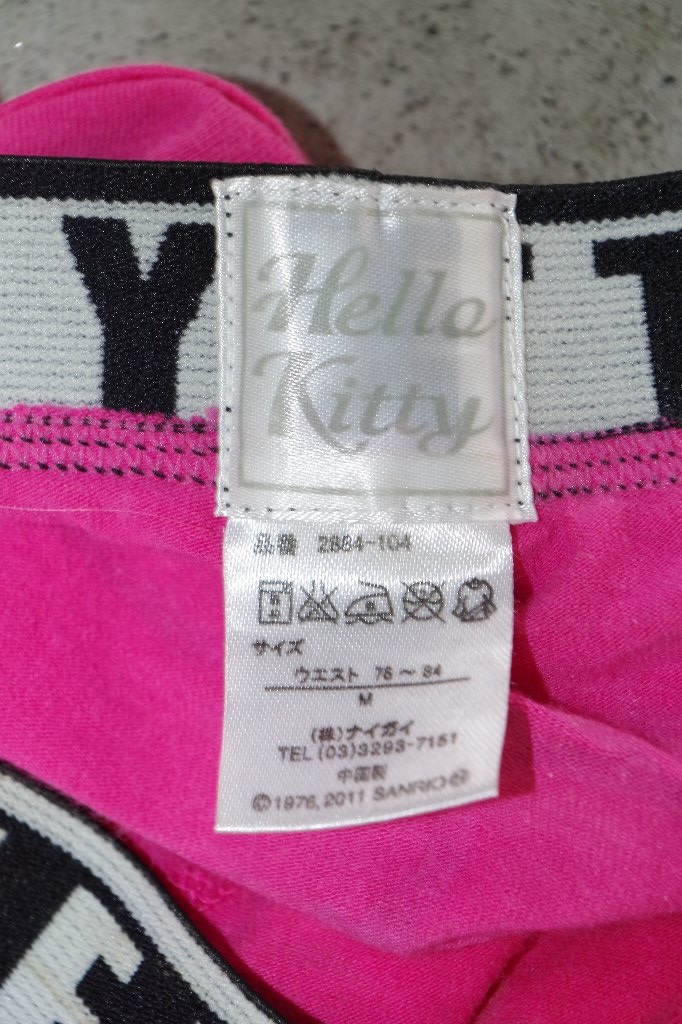 Y
T
Hello
Kitty
品番 2884-104
サイズ
ウエスト 76～84
M
(株)ナイガイ
TEL (03)3293-7151
中国製
©1976, 2011 SANRIO